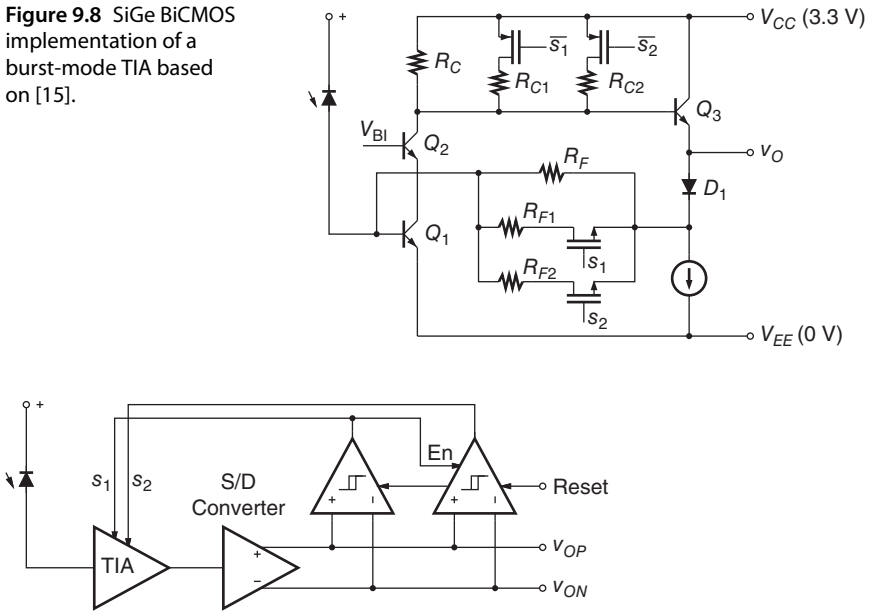 Figure 9.8 SiGe BiCMOS
implementation of a
burst-mode TIA based
on [15].
+
V_CC (3.3 V)
R_C
s̅₁
s̅₂
R_C1
R_C2
Q₃
V_BI
Q₂
v_O
R_F
D₁
R_F1
Q₁
s₁
R_F2
s₂
V_EE (0 V)
+
En
s₁
s₂
S/D
Converter
+
−
+
−
Reset
TIA
+
−
v_OP
v_ON